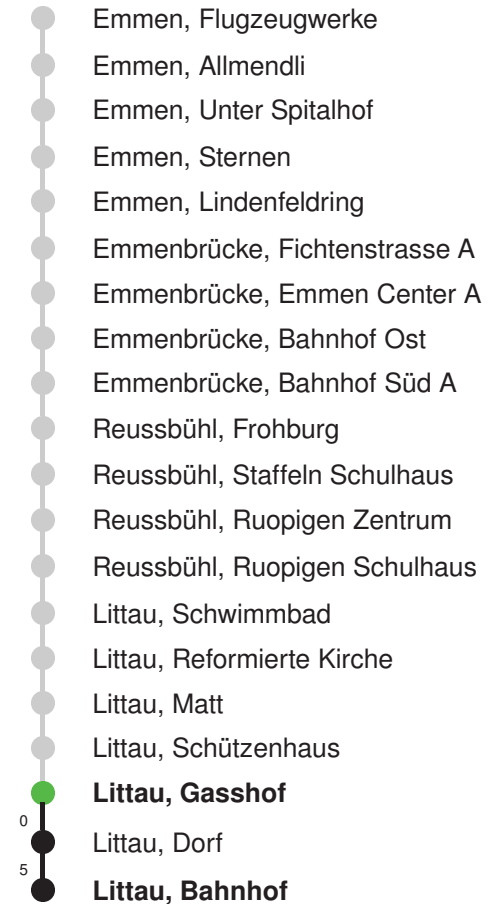 Emmen, Flugzeugwerke
Emmen, Allmendli
Emmen, Unter Spitalhof
Emmen, Sternen
Emmen, Lindenfeldring
Emmenbrücke, Fichtenstrasse A
Emmenbrücke, Emmen Center A
Emmenbrücke, Bahnhof Ost
Emmenbrücke, Bahnhof Süd A
Reussbühl, Frohburg
Reussbühl, Staffeln Schulhaus
Reussbühl, Ruopigen Zentrum
Reussbühl, Ruopigen Schulhaus
Littau, Schwimmbad
Littau, Reformierte Kirche
Littau, Matt
Littau, Schützenhaus
Littau, Gasshof
0
Littau, Dorf
5
Littau, Bahnhof